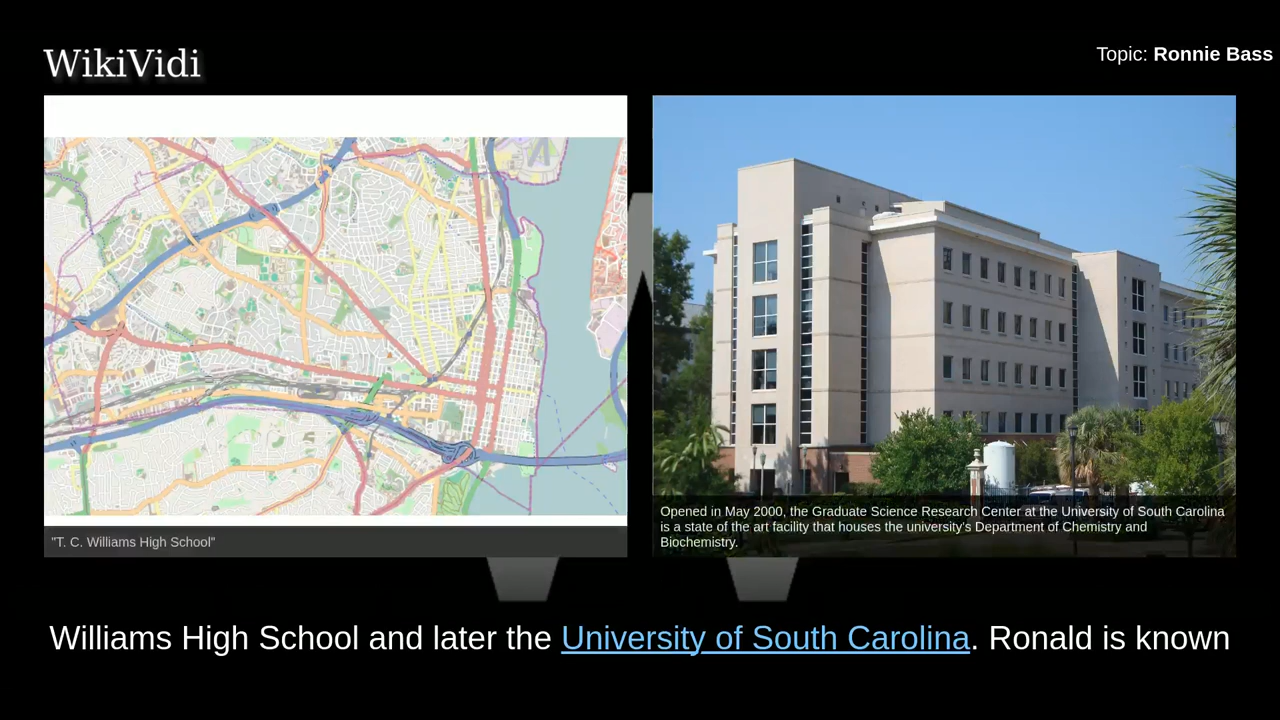 WikiVidi
Topic: Ronnie Bass
"T. C. Williams High School"
Opened in May 2000, the Graduate Science Research Center at the University of South Carolina
is a state of the art facility that houses the university's Department of Chemistry and
Biochemistry.
Williams High School and later the University of South Carolina. Ronald is known